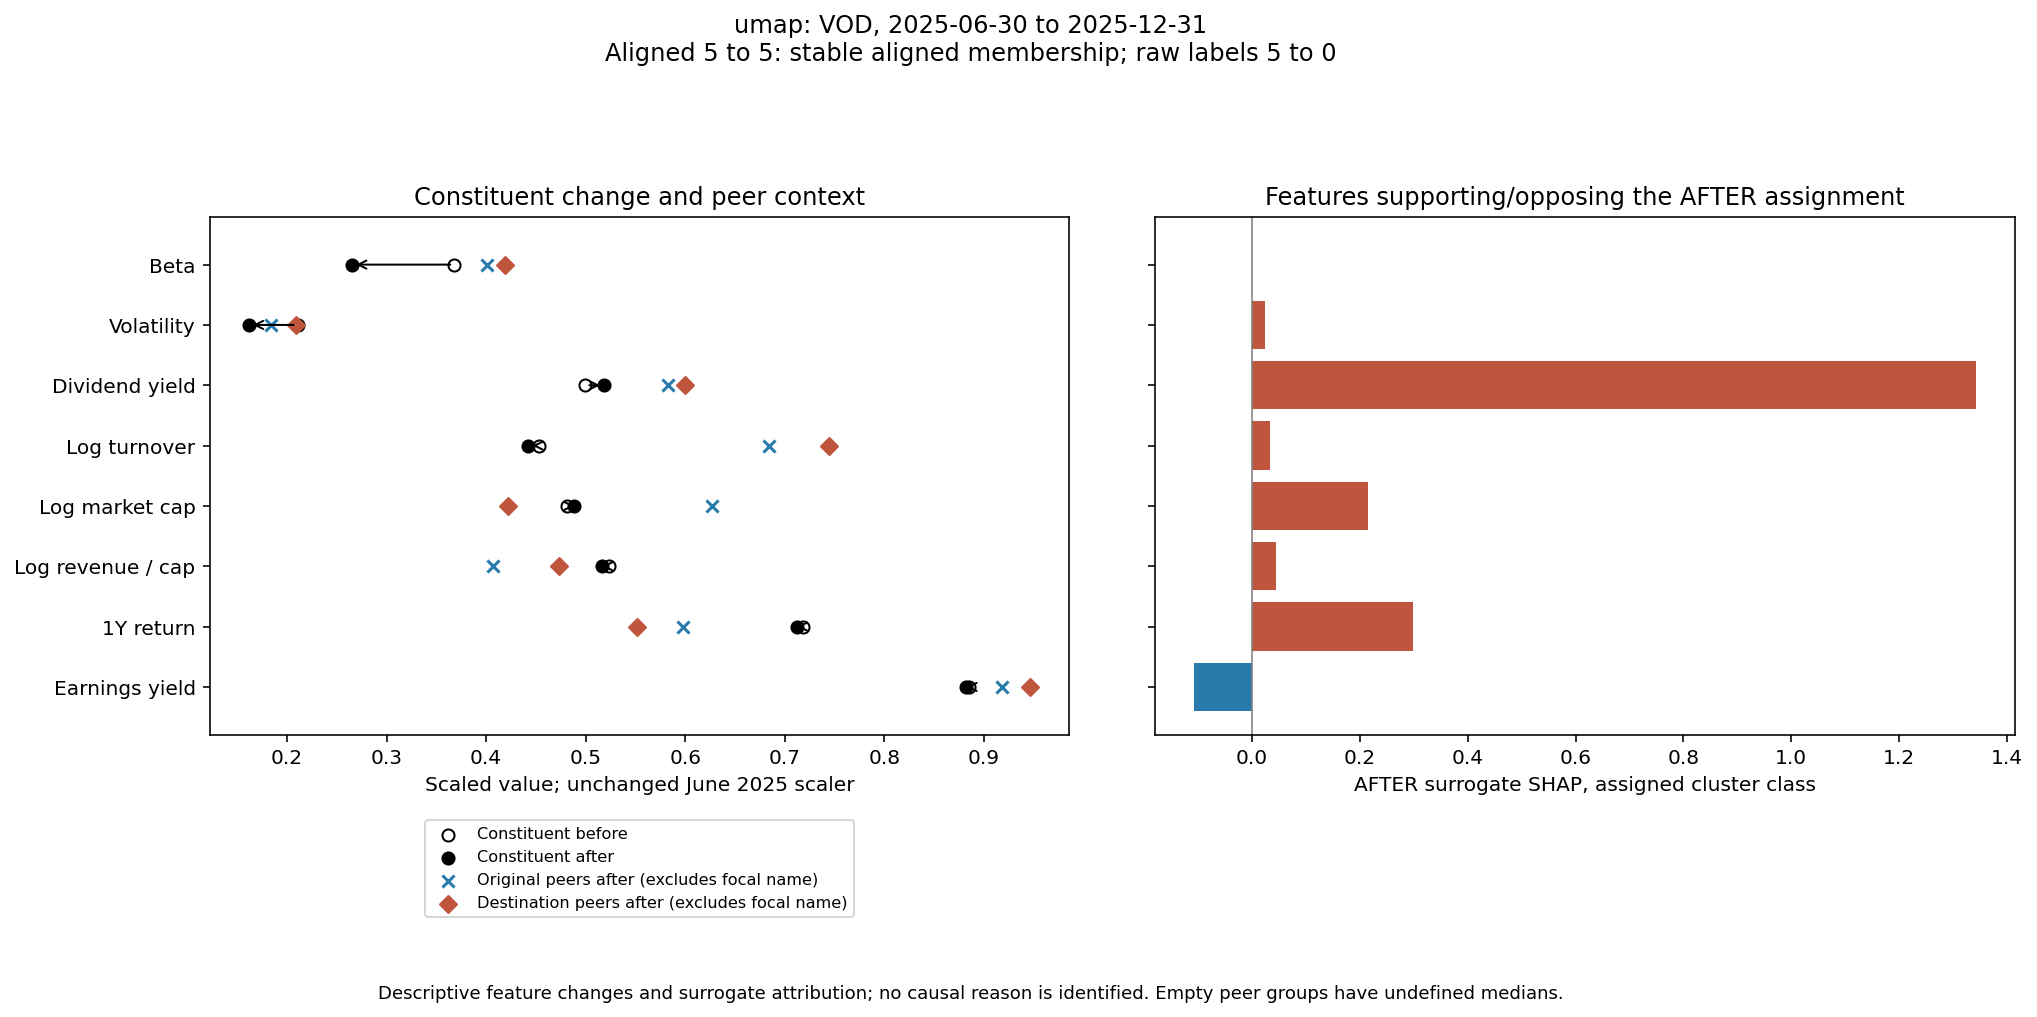 umap: VOD, 2025-06-30 to 2025-12-31
Aligned 5 to 5: stable aligned membership; raw labels 5 to 0
Constituent change and peer context
Features supporting/opposing the AFTER assignment
Beta
Volatility
Dividend yield
Log turnover
Log market cap
Log revenue / cap
1Y return
Earnings yield
0.2 0.3 0.4 0.5 0.6 0.7 0.8 0.9
Scaled value; unchanged June 2025 scaler
0.0 0.2 0.4 0.6 0.8 1.0 1.2 1.4
AFTER surrogate SHAP, assigned cluster class
Constituent before
Constituent after
Original peers after (excludes focal name)
Destination peers after (excludes focal name)
Descriptive feature changes and surrogate attribution; no causal reason is identified. Empty peer groups have undefined medians.